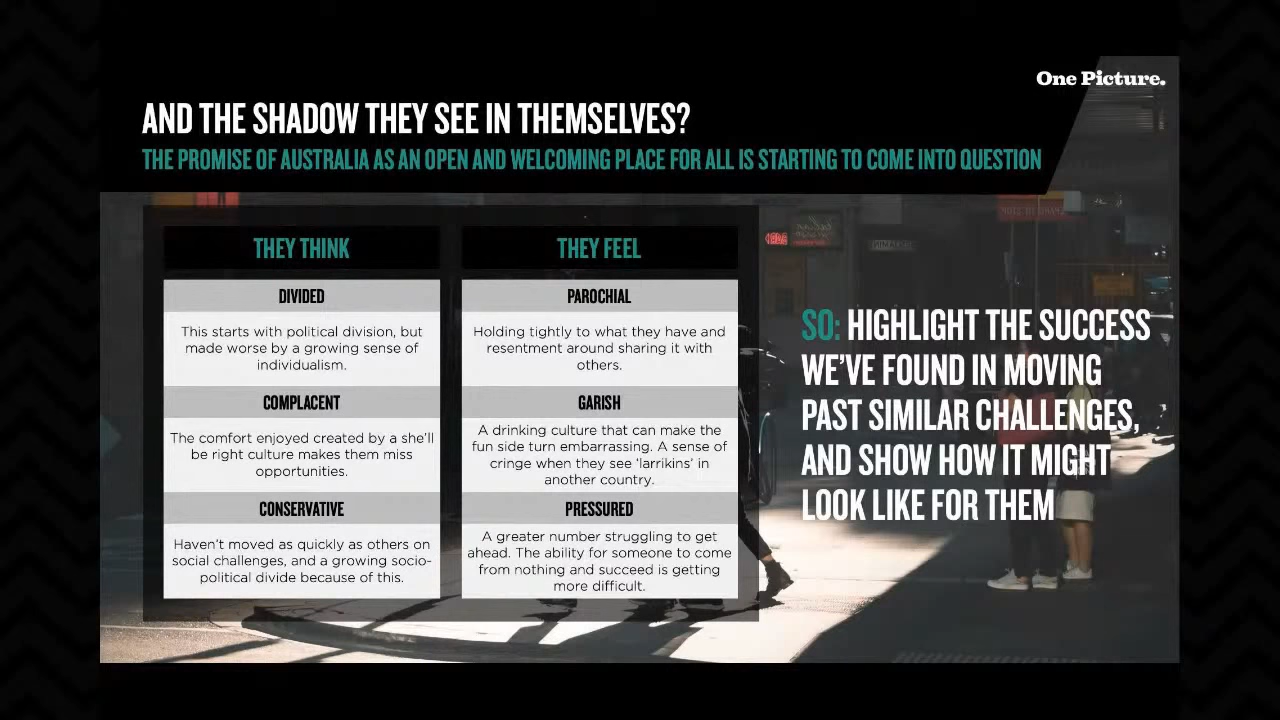 One Picture.
AND THE SHADOW THEY SEE IN THEMSELVES?
THE PROMISE OF AUSTRALIA AS AN OPEN AND WELCOMING PLACE FOR ALL IS STARTING TO COME INTO QUESTION
THEY THINK
DIVIDED
This starts with political division, but
made worse by a growing sense of
individualism.
COMPLACENT
The comfort enjoyed created by a she'll
be right culture makes them miss
opportunities.
CONSERVATIVE
Haven't moved as quickly as others on
social challenges, and a growing socio-
political divide because of this.
THEY FEEL
PAROCHIAL
Holding tightly to what they have and
resentment around sharing it with
others.
GARISH
A drinking culture that can make the
fun side turn embarrassing. A sense of
cringe when they see 'larrikins' in
another country.
PRESSURED
A greater number struggling to get
ahead. The ability for someone to come
from nothing and succeed is getting
more difficult.
SO: HIGHLIGHT THE SUCCESS
WE'VE FOUND IN MOVING
PAST SIMILAR CHALLENGES,
AND SHOW HOW IT MIGHT
LOOK LIKE FOR THEM